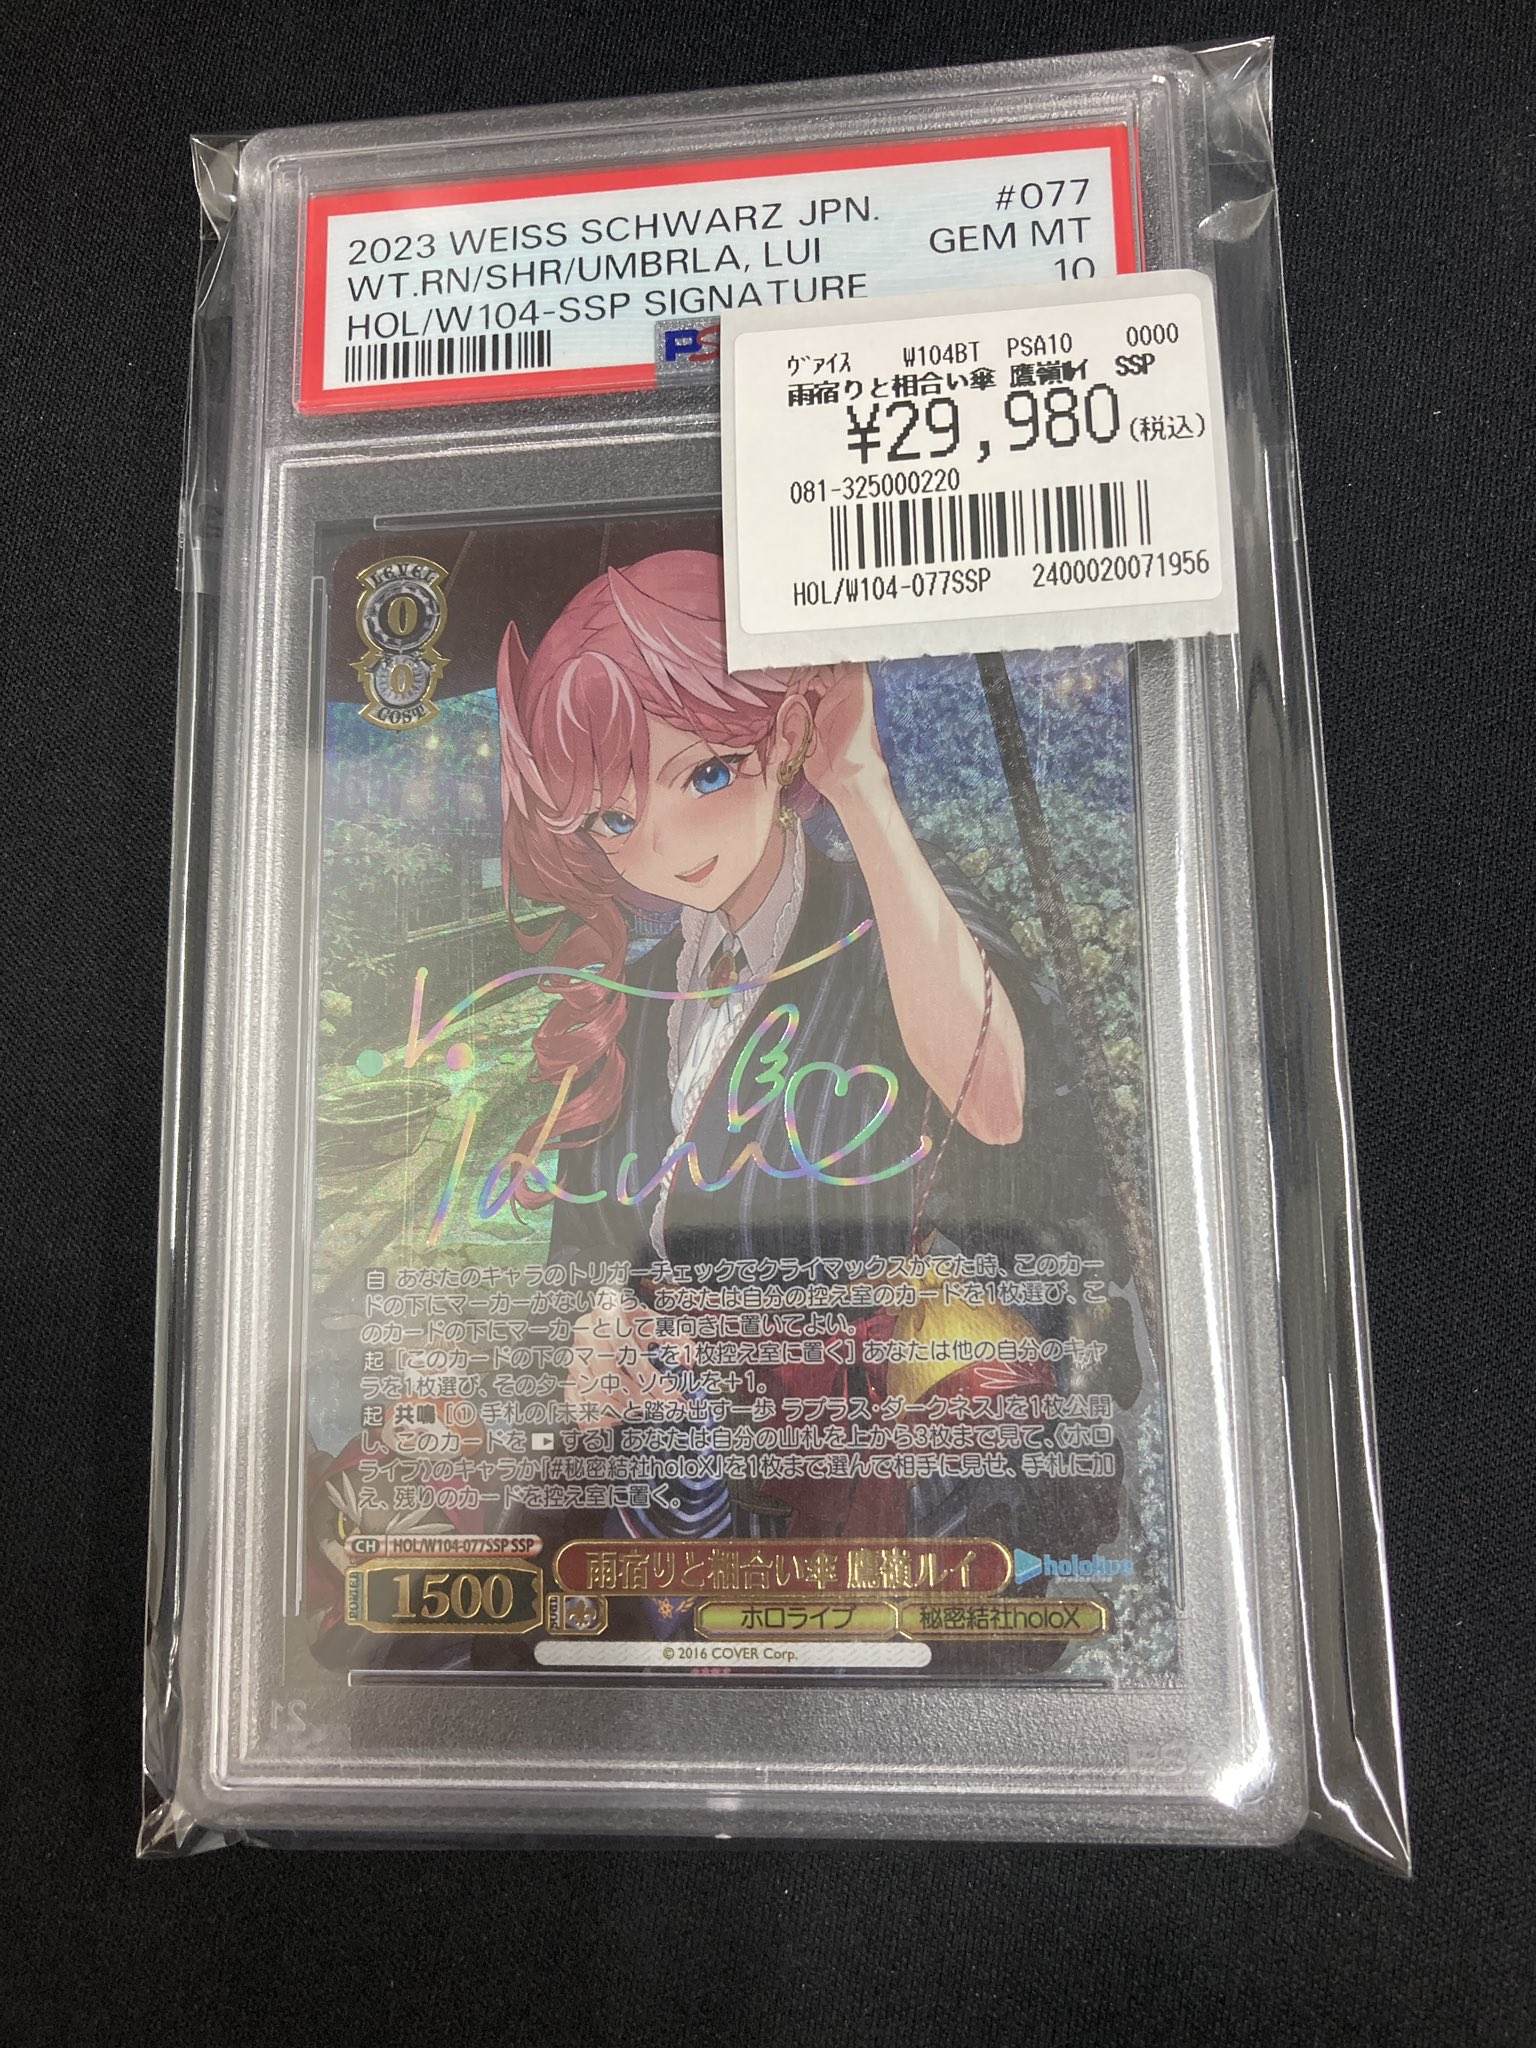 2023 WEISS SCHWARZ JPN.
#077
WT.RN/SHR/UMBRLA, LUI
GEM MT
HOL/W104-SSP SIGNATURE
10
PS
ｳﾞｧｲｽ W104BT PSA10 0000
雨宿りと相合い傘 鷹嶺ルイ SSP
¥29,980(税込)
081-325000220
HOL/W104-077SSP 2400020071956
LEVEL
0
0
COST
自 あなたのキャラのトリガーチェックでクライマックスがでた時、このカー
ドの下にマーカーがないなら、あなたは自分の控え室のカードを1枚選び、こ
のカードの下にマーカーとして裏向きに置いてよい。
起 [このカードの下のマーカーを1枚控え室に置く] あなたは他の自分のキャ
ラを1枚選び、そのターン中、ソウルを+1。
起 共鳴 [① 手札の「未来へと踏み出す一歩 ラプラス・ダークネス」を1枚公開
し、このカードを する] あなたは自分の山札を上から3枚まで見て、《ホロ
ライブ》のキャラか「#秘密結社holoX」を1枚まで選んで相手に見せ、手札に加
え、残りのカードを控え室に置く。
CH HOL/W104-077SSP SSP
POWER 1500
雨宿りと相合い傘 鷹嶺ルイ
hololive
production
ホロライブ
秘密結社holoX
© 2016 COVER Corp.